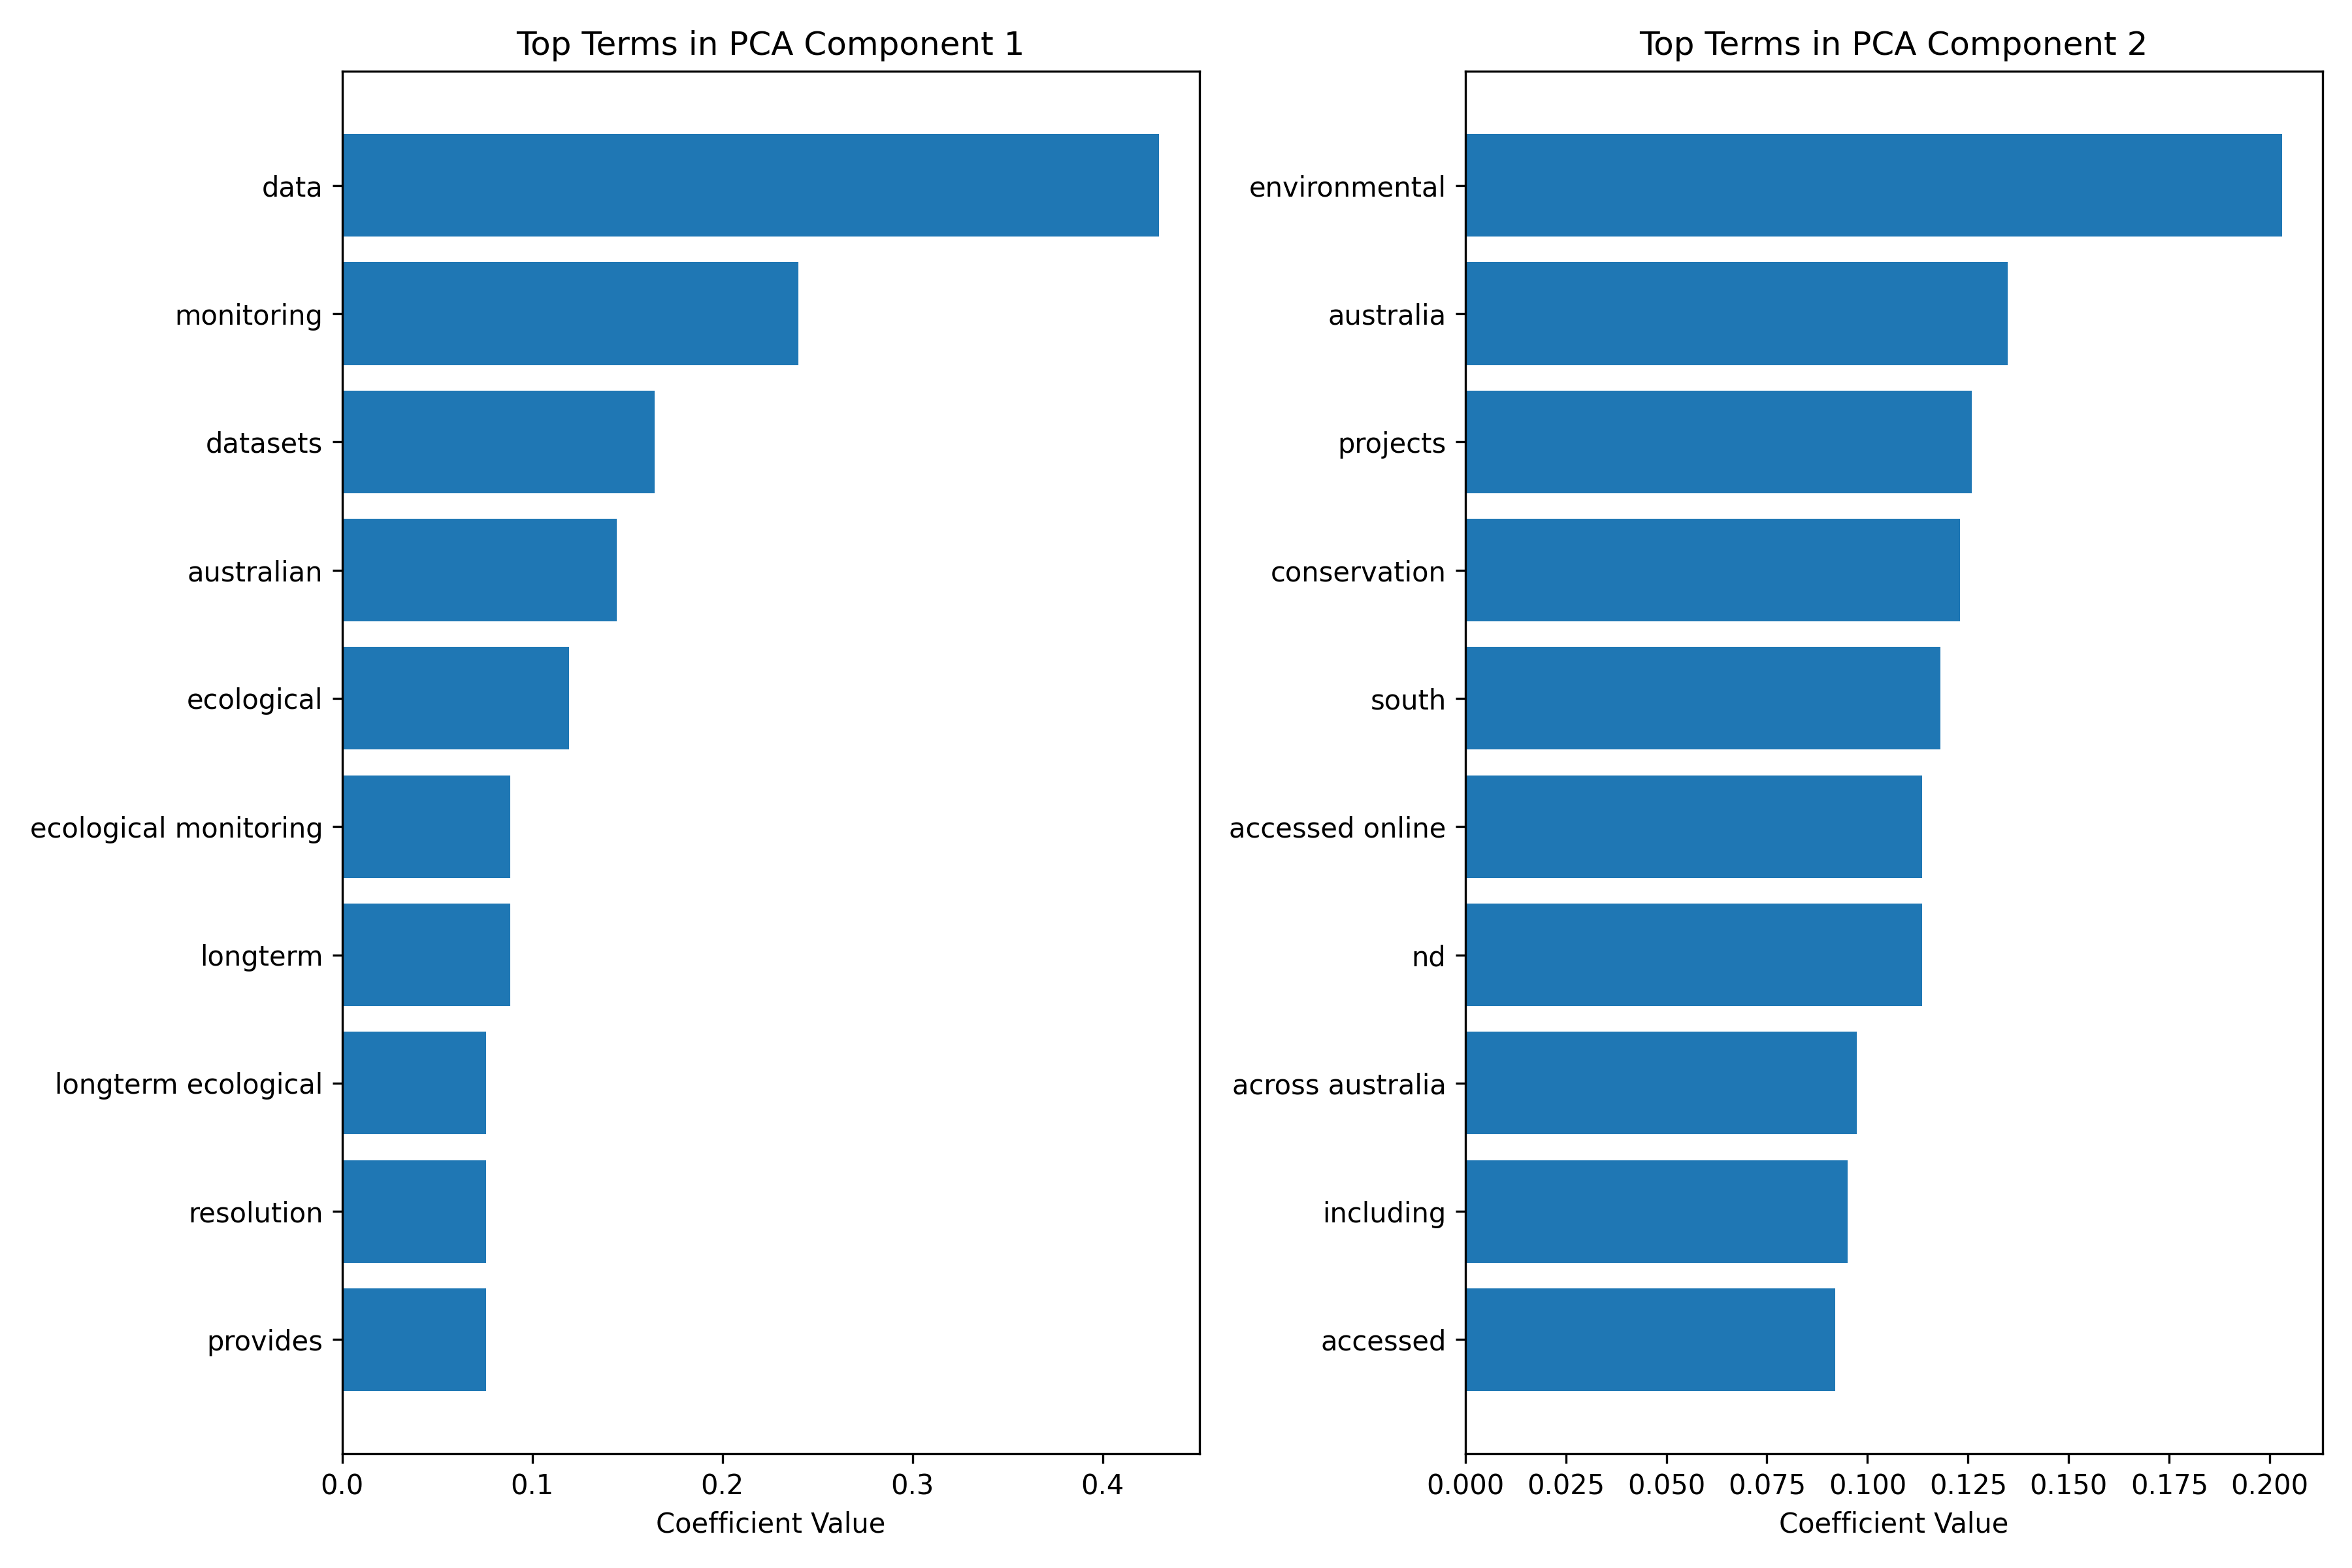 Top Terms in PCA Component 1
data
monitoring
datasets
australian
ecological
ecological monitoring
longterm
longterm ecological
resolution
provides
0.0 0.1 0.2 0.3 0.4
Coefficient Value
Top Terms in PCA Component 2
environmental
australia
projects
conservation
south
accessed online
nd
across australia
including
accessed
0.000 0.025 0.050 0.075 0.100 0.125 0.150 0.175 0.200
Coefficient Value